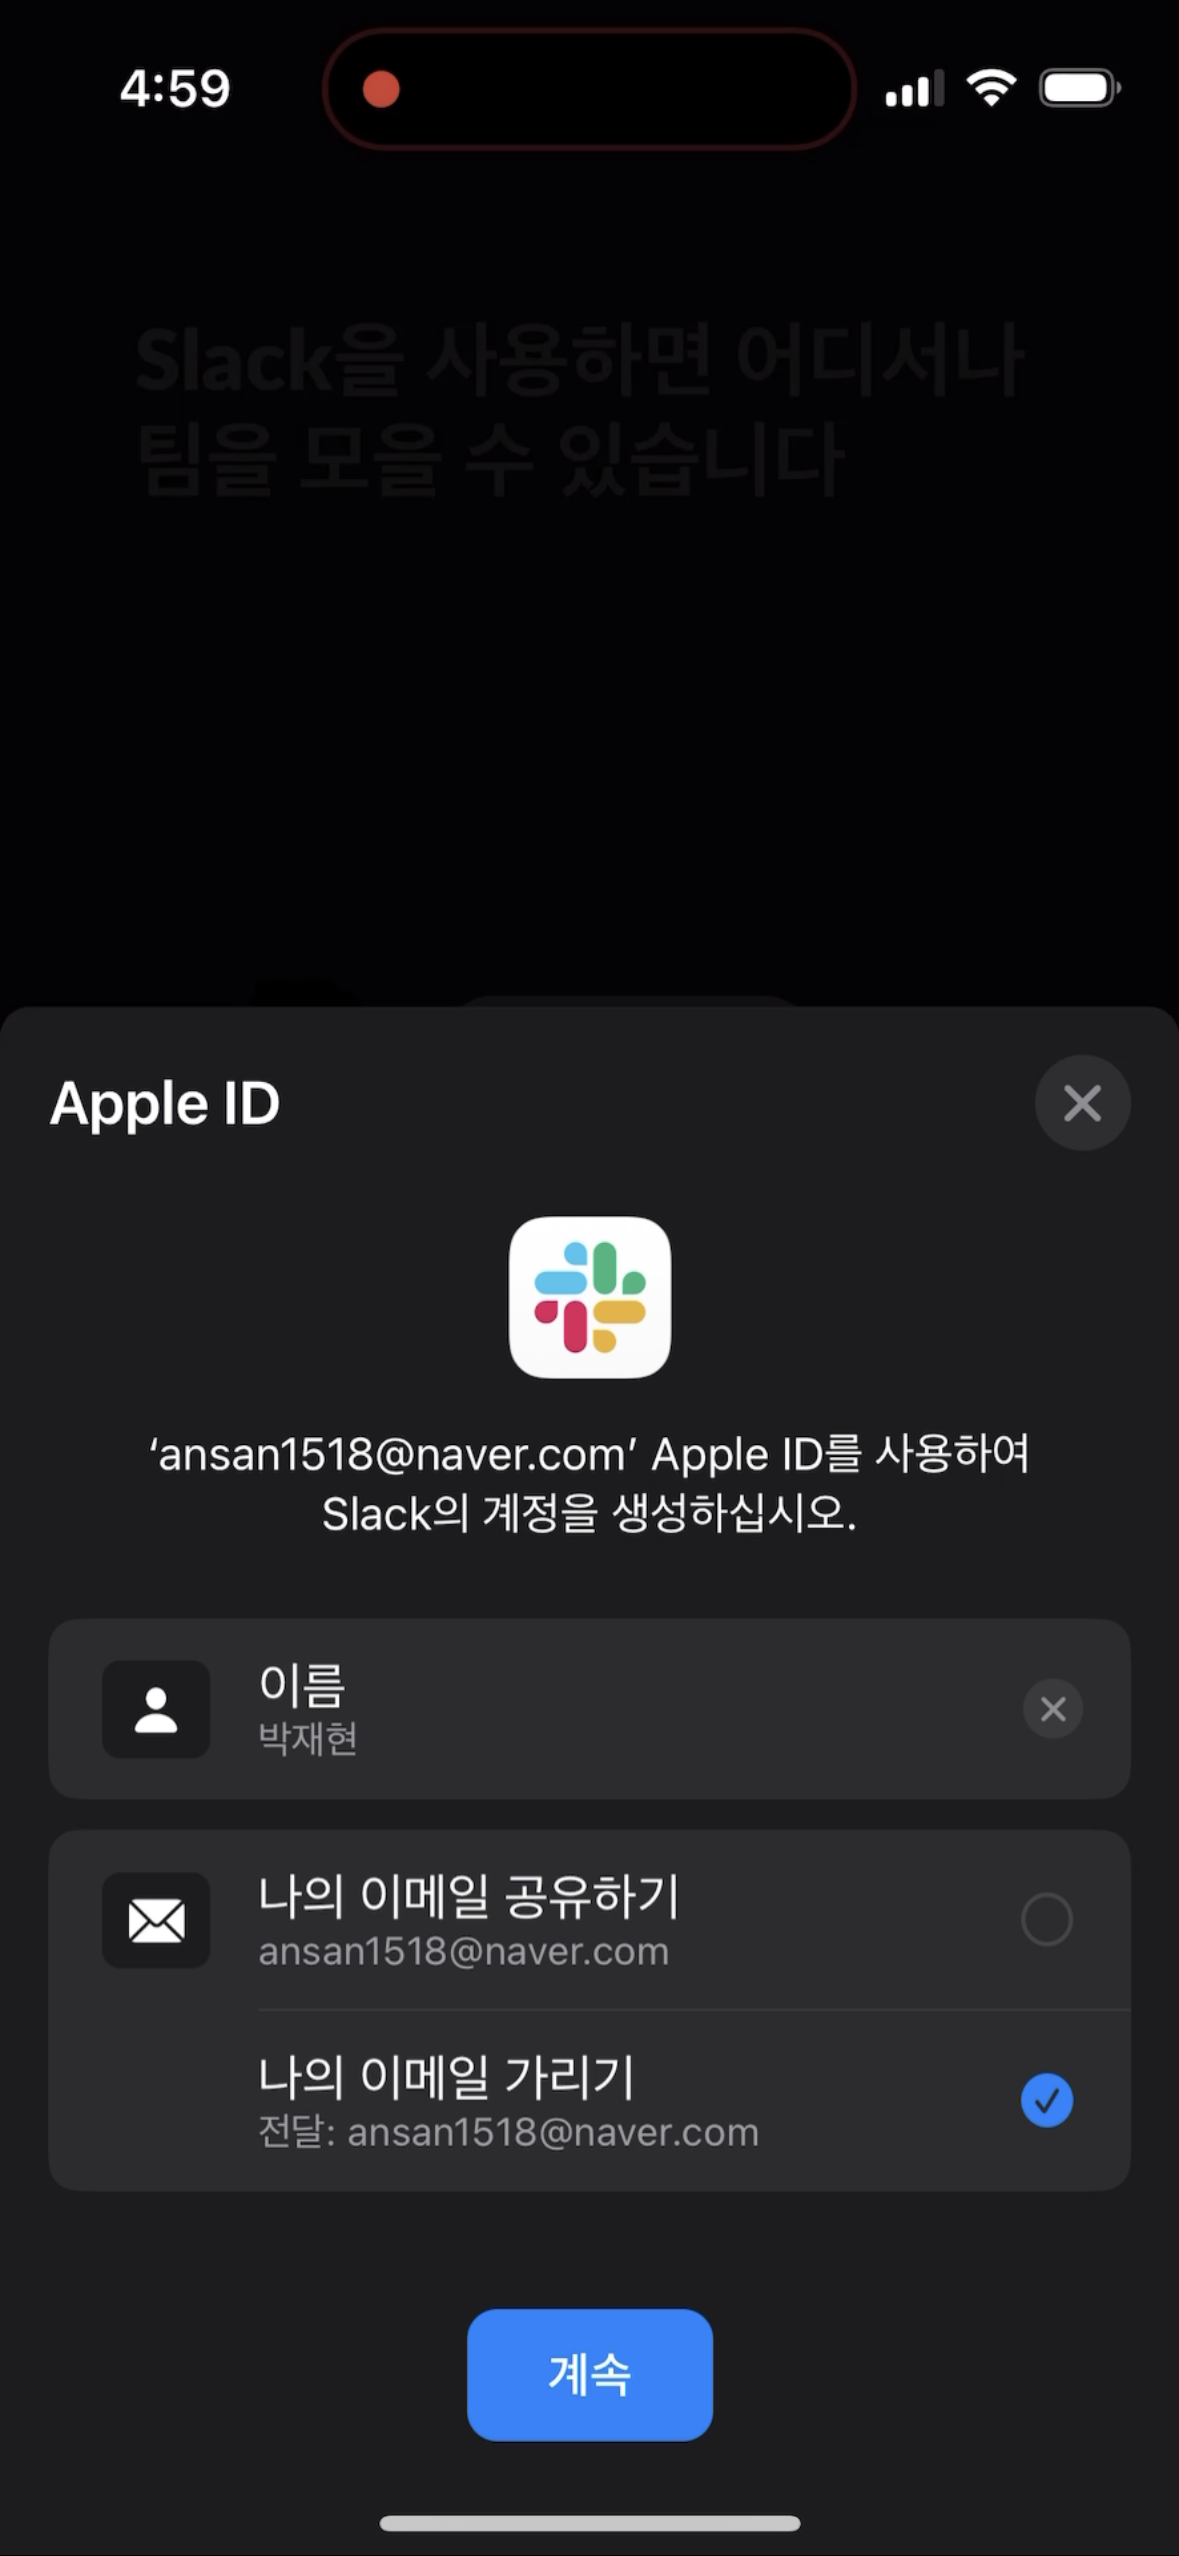 4:59
Slack을 사용하면 어디서나
팀을 모을 수 있습니다
Apple ID
‘ansan1518@naver.com’ Apple ID를 사용하여
Slack의 계정을 생성하십시오.
이름
박재현
나의 이메일 공유하기
ansan1518@naver.com
나의 이메일 가리기
전달: ansan1518@naver.com
계속